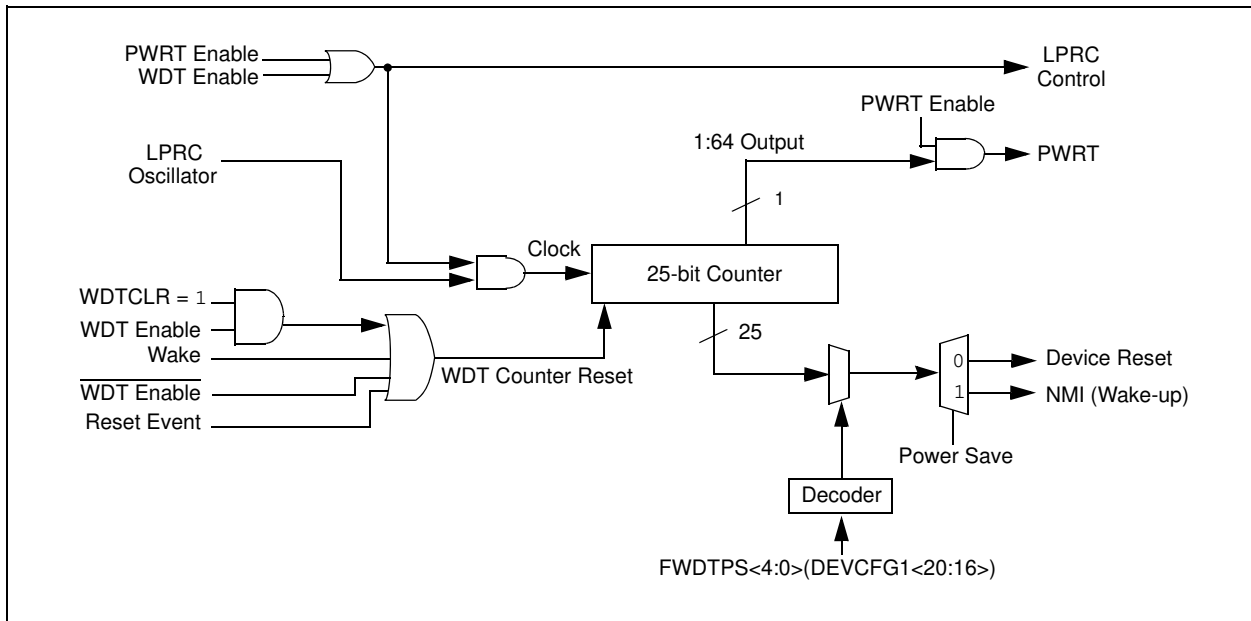 PWRT Enable
WDT Enable
LPRC
Control
PWRT Enable
1:64 Output
LPRC
Oscillator
PWRT
1
Clock
25-bit Counter
WDTCLR = 1
WDT Enable
25
Wake
0
Device Reset
WDT Counter Reset
WDT Enable
1
NMI (Wake-up)
Reset Event
Power Save
Decoder
FWDTPS<4:0>(DEVCFG1<20:16>)